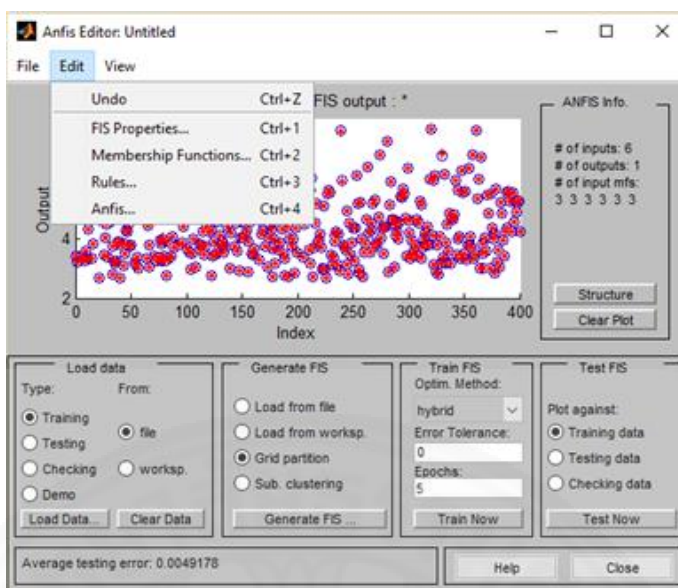 Anfis Editor: Untitled
File Edit View
Undo Ctrl+Z
FIS Properties... Ctrl+1
Membership Functions... Ctrl+2
Rules... Ctrl+3
Anfis... Ctrl+4
FIS output : *
Output
4
2
0 50 100 150 200 250 300 350 400
Index
ANFIS Info.
# of inputs: 6
# of outputs: 1
# of input mfs:
3 3 3 3 3 3
Structure
Clear Plot
Load data
Type: From:
Training
Testing
Checking
Demo
file
worksp.
Load Data... Clear Data
Generate FIS
Load from file
Load from worksp.
Grid partition
Sub. clustering
Generate FIS ...
Train FIS
Optim. Method:
hybrid
Error Tolerance:
0
Epochs:
5
Train Now
Test FIS
Plot against:
Training data
Testing data
Checking data
Test Now
Average testing error: 0.0049178
Help Close